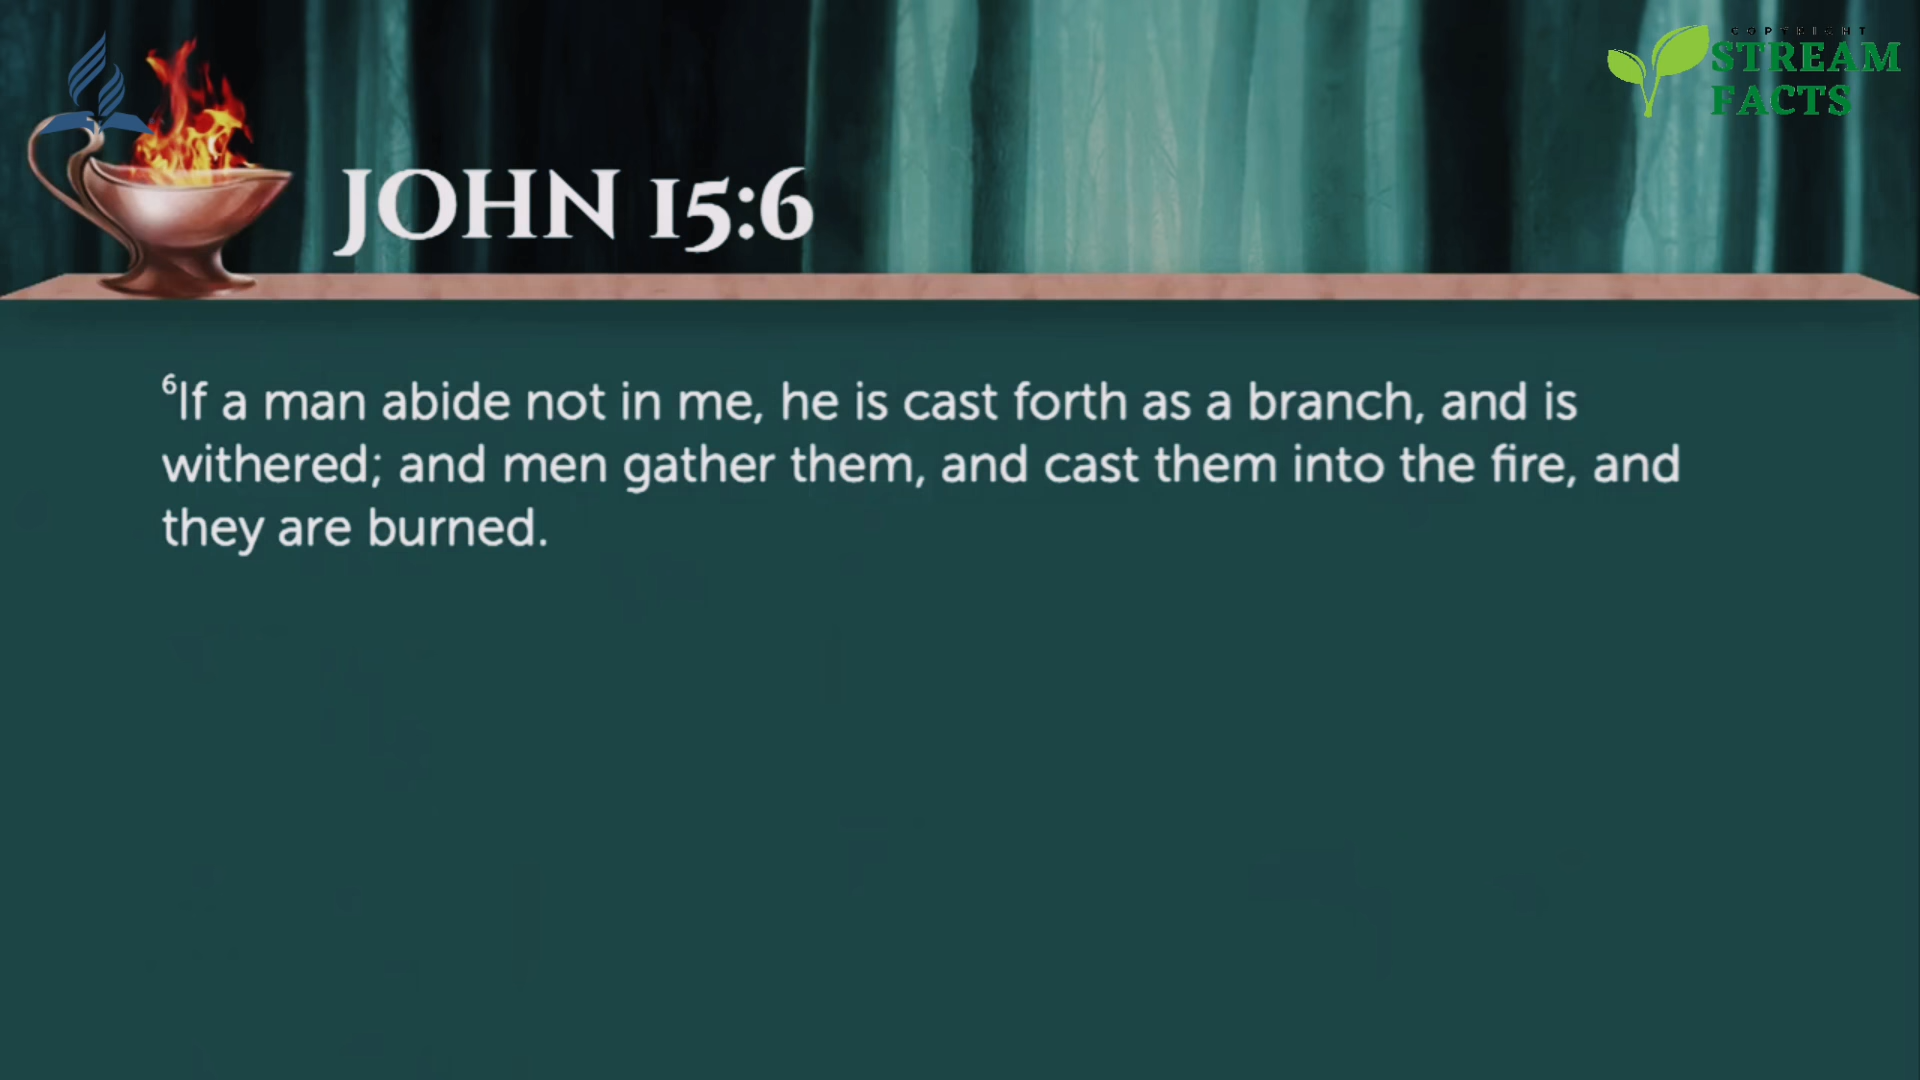 COPYRIGHT
STREAM
FACTS
JOHN 15:6
⁶If a man abide not in me, he is cast forth as a branch, and is
withered; and men gather them, and cast them into the fire, and
they are burned.